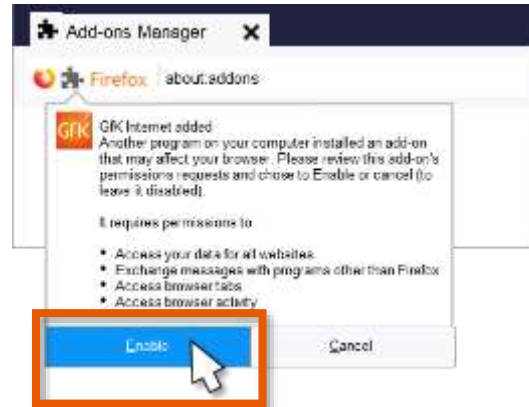 Add-ons Manager
Firefox about:addons
GfK
GfK Internet added
Another program on your computer installed an add-on
that may affect your browser. Please review this add-on's
permissions requests and chose to Enable or cancel (to
leave it disabled).
It requires permissions to
• Access your data for all websites
• Exchange messages with programs other than Firefox
• Access browser tabs
• Access browser activity
Enable Cancel